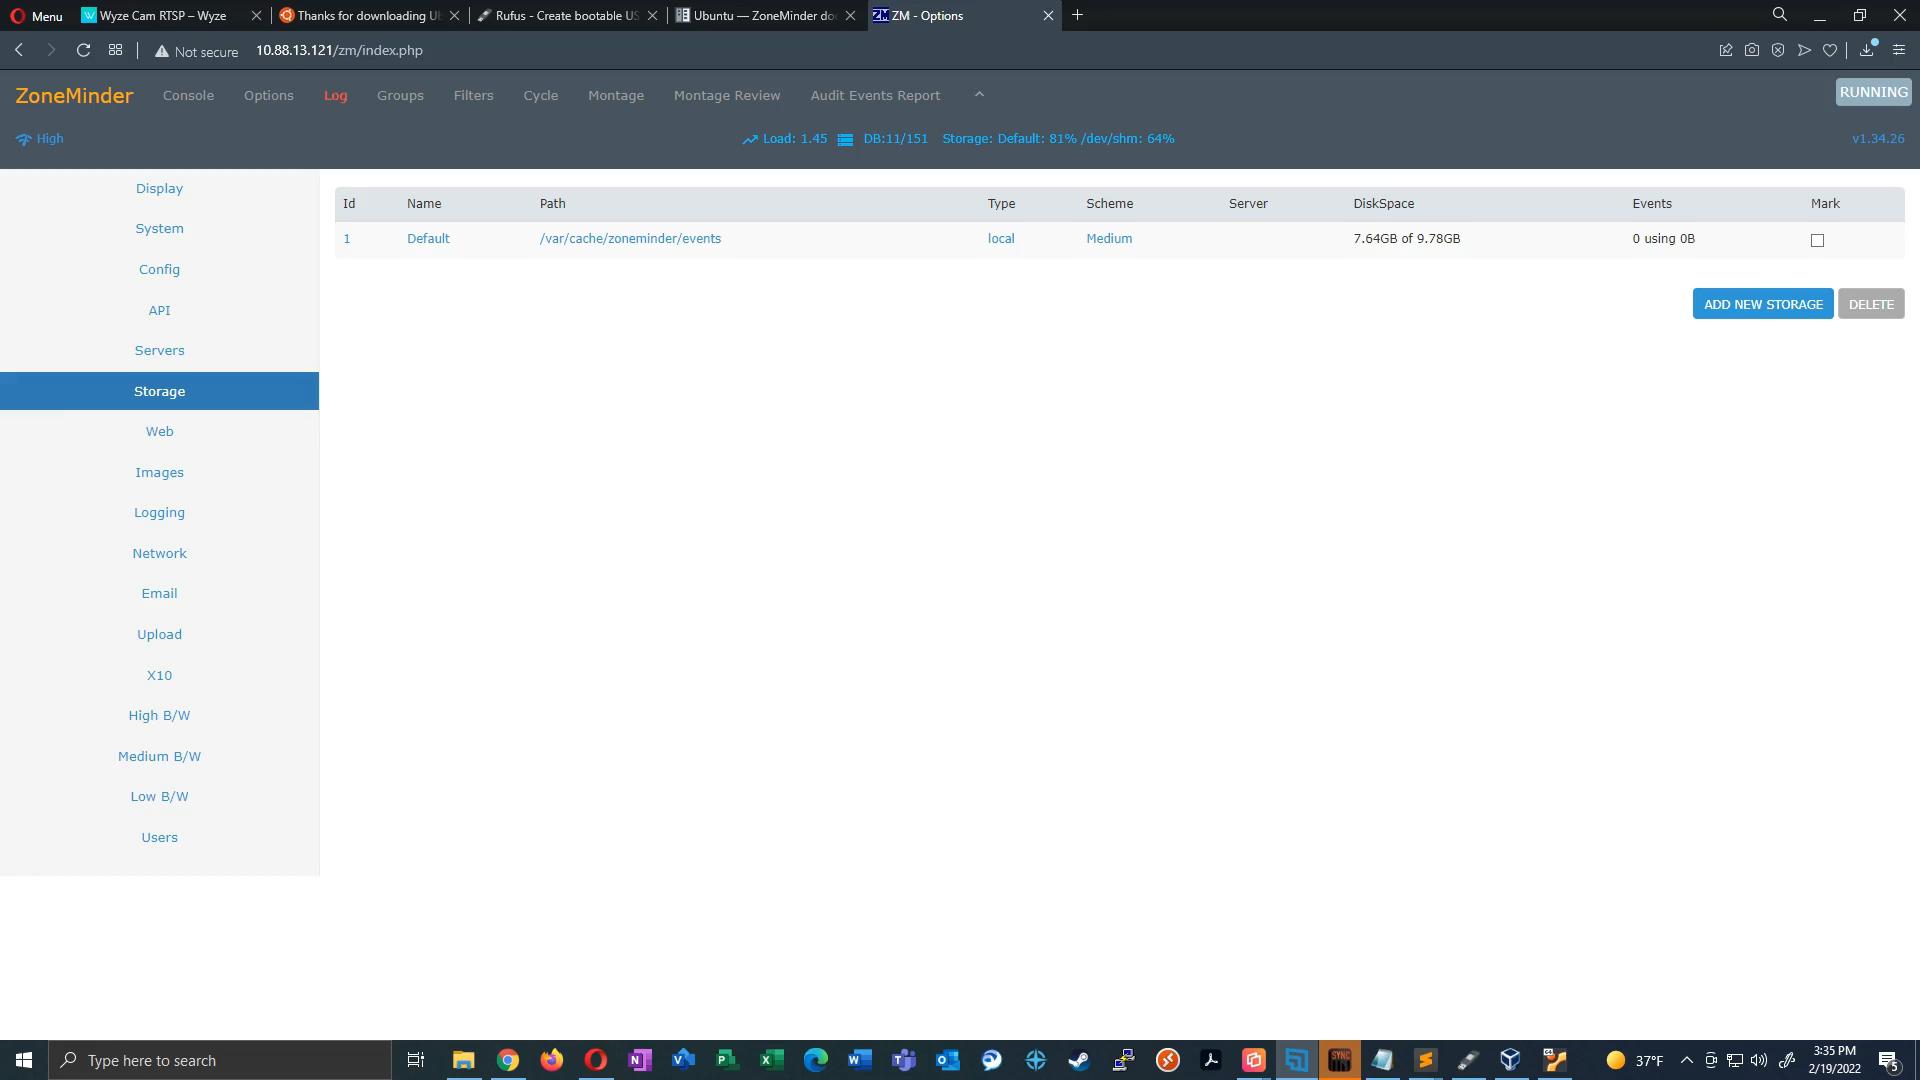 Menu
Wyze Cam RTSP – Wyze
Thanks for downloading U
Rufus - Create bootable US
Ubuntu — ZoneMinder do
ZM - Options
Not secure
10.88.13.121/zm/index.php
ZoneMinder Console Options Log Groups Filters Cycle Montage Montage Review Audit Events Report
RUNNING
High
Load: 1.45 DB:11/151 Storage: Default: 81% /dev/shm: 64%
v1.34.26
Display
System
Config
API
Servers
Storage
Web
Images
Logging
Network
Email
Upload
X10
High B/W
Medium B/W
Low B/W
Users
Id Name Path Type Scheme Server DiskSpace Events Mark
1 Default /var/cache/zoneminder/events local Medium 7.64GB of 9.78GB 0 using 0B
ADD NEW STORAGE DELETE
Type here to search
37°F
3:35 PM
2/19/2022
5